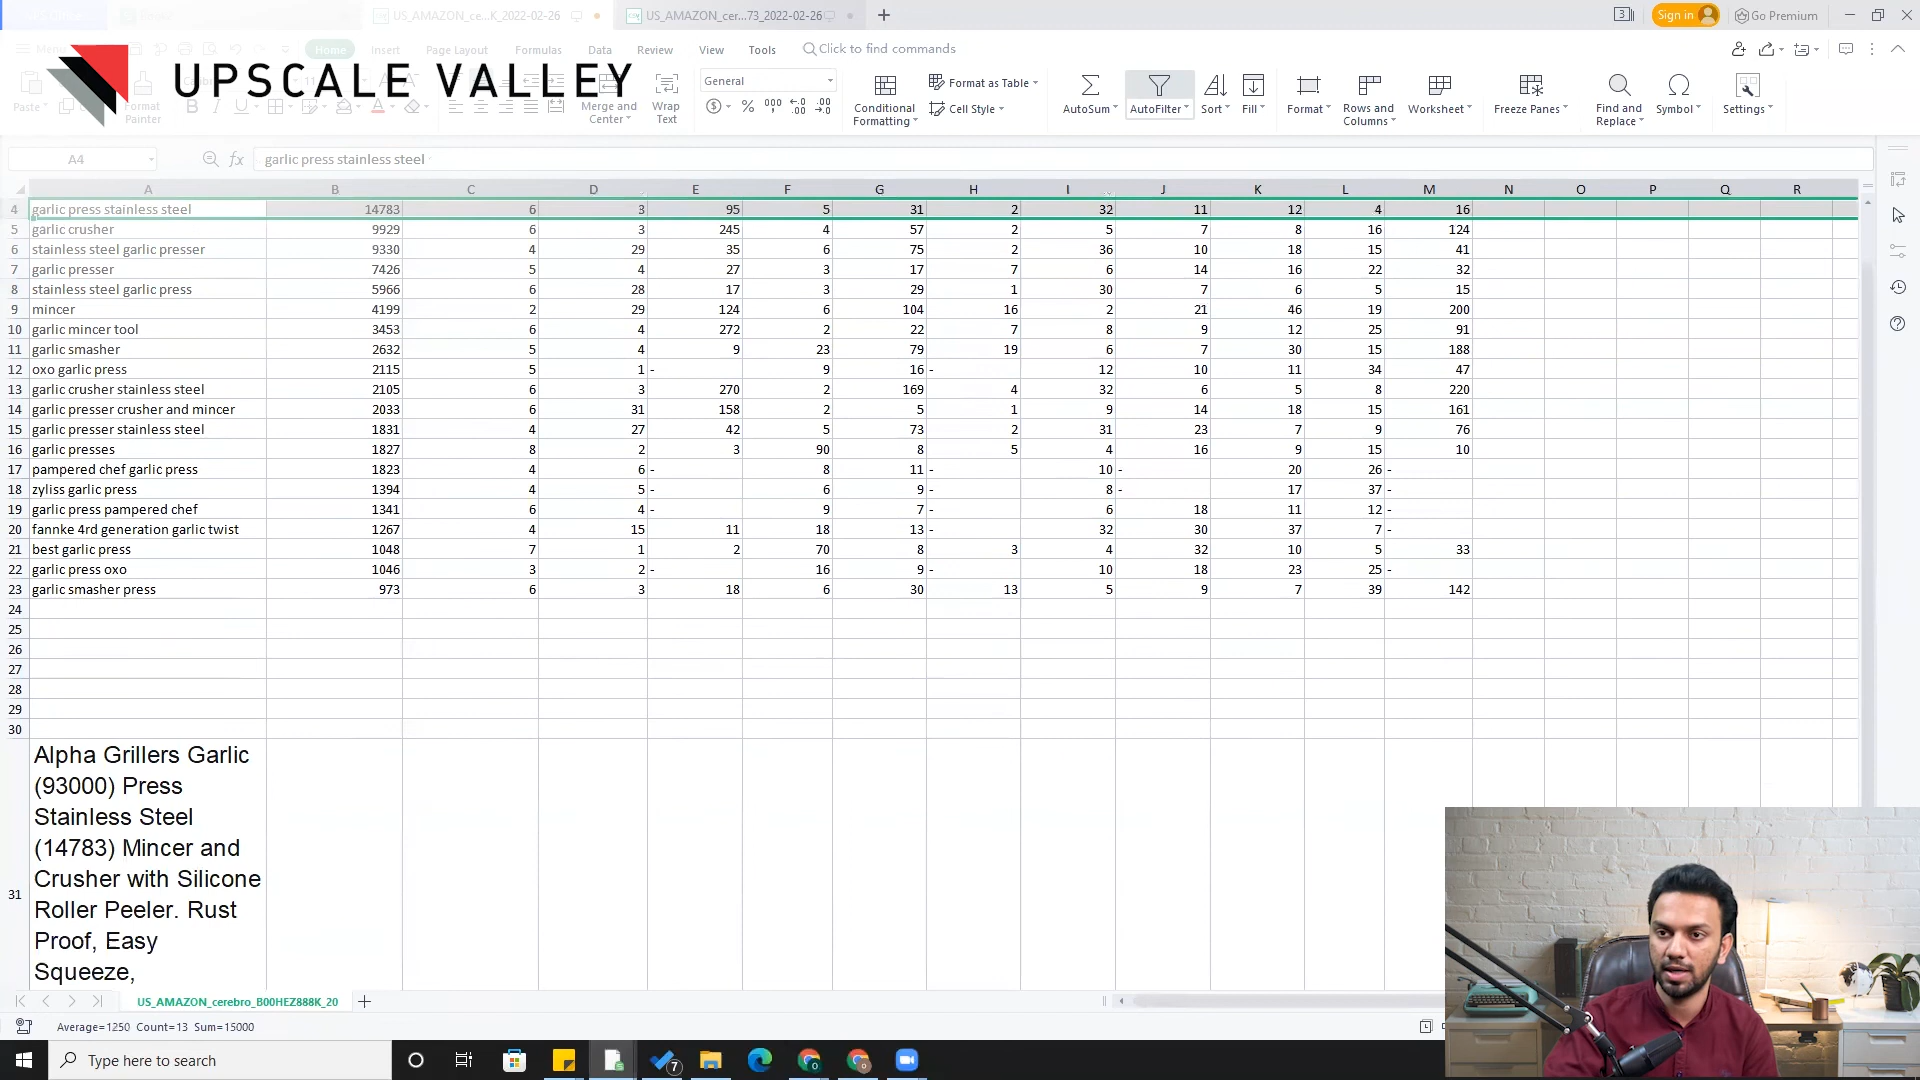 US_AMAZON_ce...K_2022-02-26
US_AMAZON_cer...73_2022-02-26
Sign in
Go Premium
Menu
Home
Insert
Page Layout
Formulas
Data
Review
View
Tools
Click to find commands
UPSCALE VALLEY
Paste
Format Painter
Merge and Center
Wrap Text
General
Conditional Formatting
Format as Table
Cell Style
AutoSum
AutoFilter
Sort
Fill
Format
Rows and Columns
Worksheet
Freeze Panes
Find and Replace
Symbol
Settings
A4
fx
garlic press stainless steel
A B C D E F G H I J K L M N O P Q R
4 garlic press stainless steel 14783 6 3 95 5 31 2 32 11 12 4 16
5 garlic crusher 9929 6 3 245 4 57 2 5 7 8 16 124
6 stainless steel garlic presser 9330 4 29 35 6 75 2 36 10 18 15 41
7 garlic presser 7426 5 4 27 3 17 7 6 14 16 22 32
8 stainless steel garlic press 5966 6 28 17 3 29 1 30 7 6 5 15
9 mincer 4199 2 29 124 6 104 16 2 21 46 19 200
10 garlic mincer tool 3453 6 4 272 2 22 7 8 9 12 25 91
11 garlic smasher 2632 5 4 9 23 79 19 6 7 30 15 188
12 oxo garlic press 2115 5 1 - 9 16 - 12 10 11 34 47
13 garlic crusher stainless steel 2105 6 3 270 2 169 4 32 6 5 8 220
14 garlic presser crusher and mincer 2033 6 31 158 2 5 1 9 14 18 15 161
15 garlic presser stainless steel 1831 4 27 42 5 73 2 31 23 7 9 76
16 garlic presses 1827 8 2 3 90 8 5 4 16 9 15 10
17 pampered chef garlic press 1823 4 6 - 8 11 - 10 - 20 26 -
18 zyliss garlic press 1394 4 5 - 6 9 - 8 - 17 37 -
19 garlic press pampered chef 1341 6 4 - 9 7 - 6 18 11 12 -
20 fannke 4rd generation garlic twist 1267 4 15 11 18 13 - 32 30 37 7 -
21 best garlic press 1048 7 1 2 70 8 3 4 32 10 5 33
22 garlic press oxo 1046 3 2 - 16 9 - 10 18 23 25 -
23 garlic smasher press 973 6 3 18 6 30 13 5 9 7 39 142
24
25
26
27
28
29
30
31
Alpha Grillers Garlic
(93000) Press
Stainless Steel
(14783) Mincer and
Crusher with Silicone
Roller Peeler. Rust
Proof, Easy
Squeeze,
US_AMAZON_cerebro_B00HEZ888K_20
Average=1250 Count=13 Sum=15000
Type here to search
7